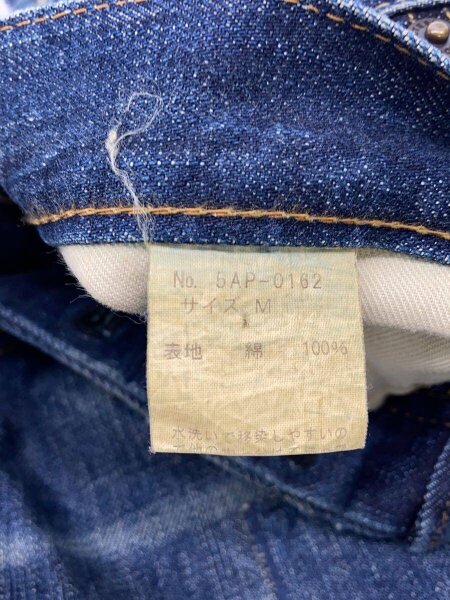 No. 5AP-0162
サイズ M
表地 綿 100%
水洗いで移染しやすいの